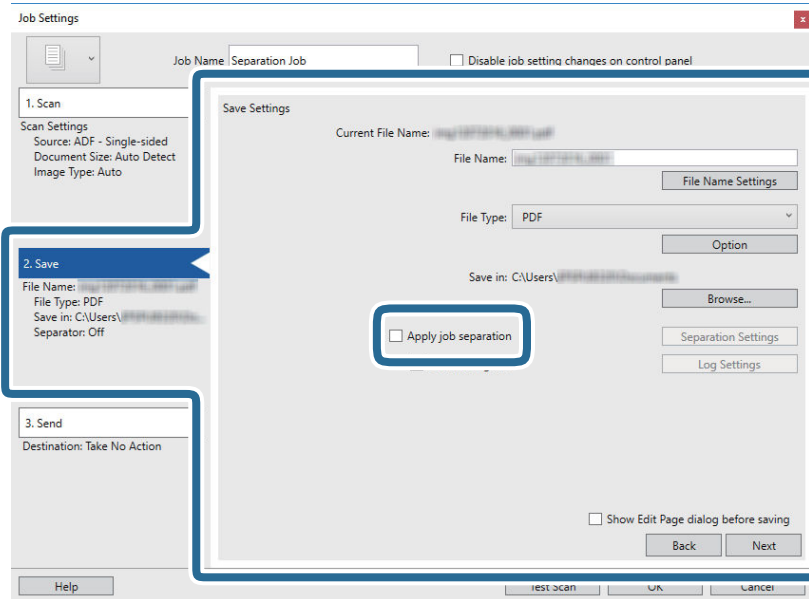 Job Settings
x
Job Name Separation Job
Disable job setting changes on control panel
1. Scan
Scan Settings
Source: ADF - Single-sided
Document Size: Auto Detect
Image Type: Auto
2. Save
File Name:
File Type: PDF
Save in: C:\Users\
Separator: Off
3. Send
Destination: Take No Action
Save Settings
Current File Name:
File Name:
File Name Settings
File Type: PDF
Option
Save in: C:\Users\
Browse...
Apply job separation
Separation Settings
Log Settings
Show Edit Page dialog before saving
Back Next
Help
Test Scan OK Cancel